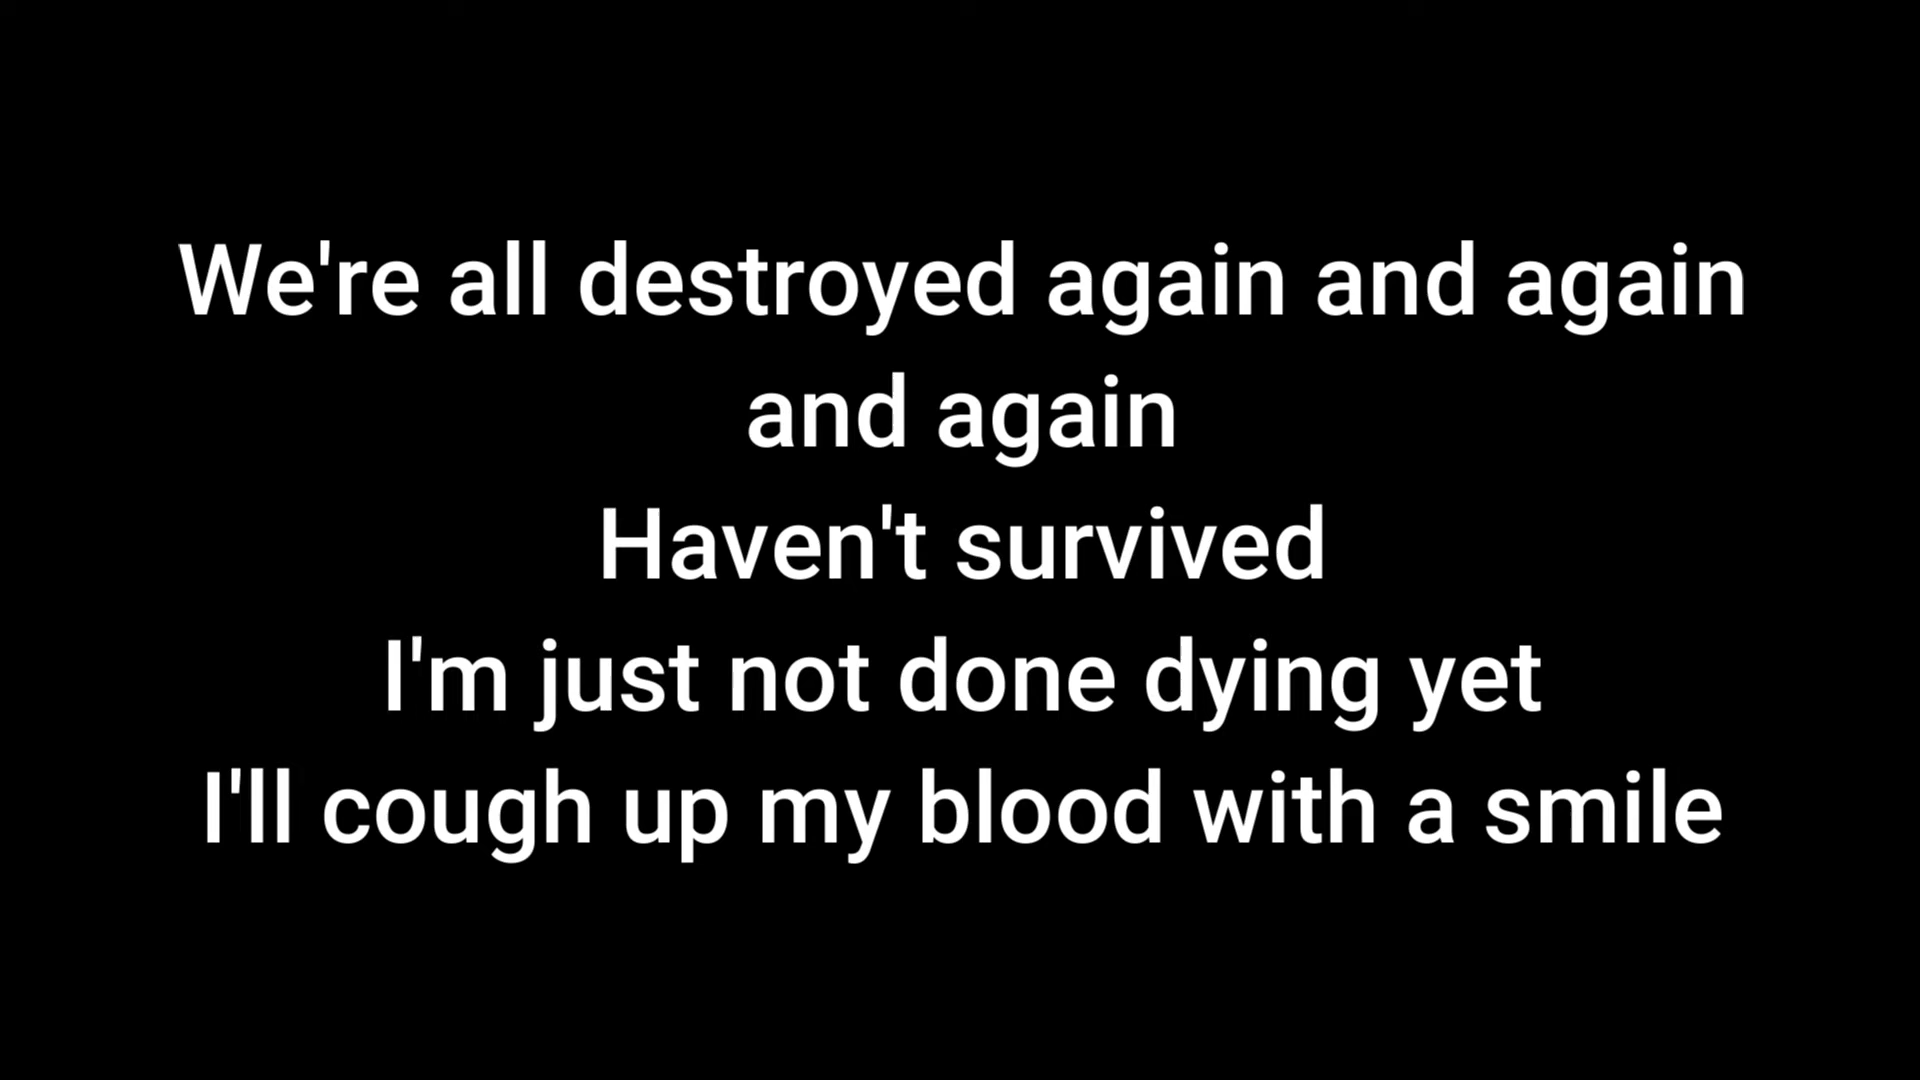 We're all destroyed again and again
and again
Haven't survived
I'm just not done dying yet
I'll cough up my blood with a smile